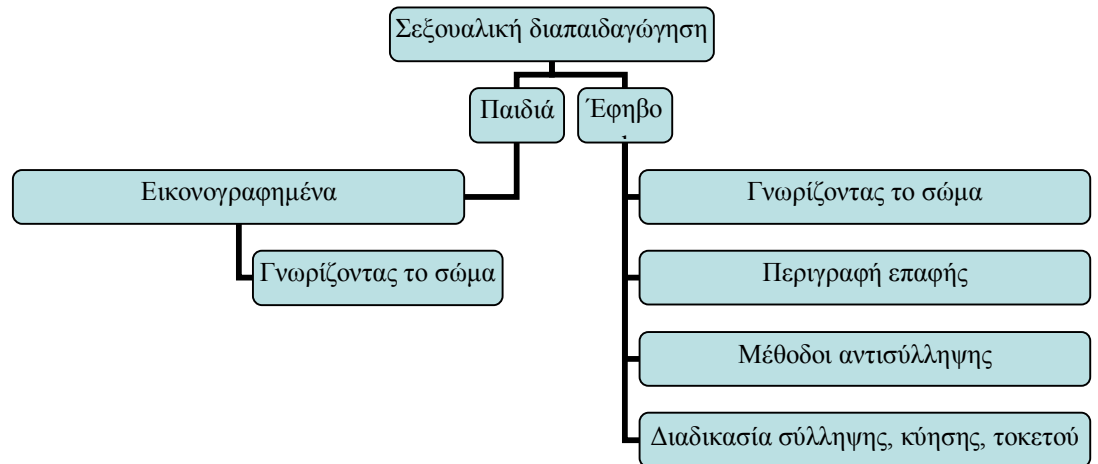 Σεξουαλική διαπαιδαγώγηση
Παιδιά
Έφηβο
Εικονογραφημένα
Γνωρίζοντας το σώμα
Γνωρίζοντας το σώμα
Περιγραφή επαφής
Μέθοδοι αντισύλληψης
Διαδικασία σύλληψης, κύησης, τοκετού